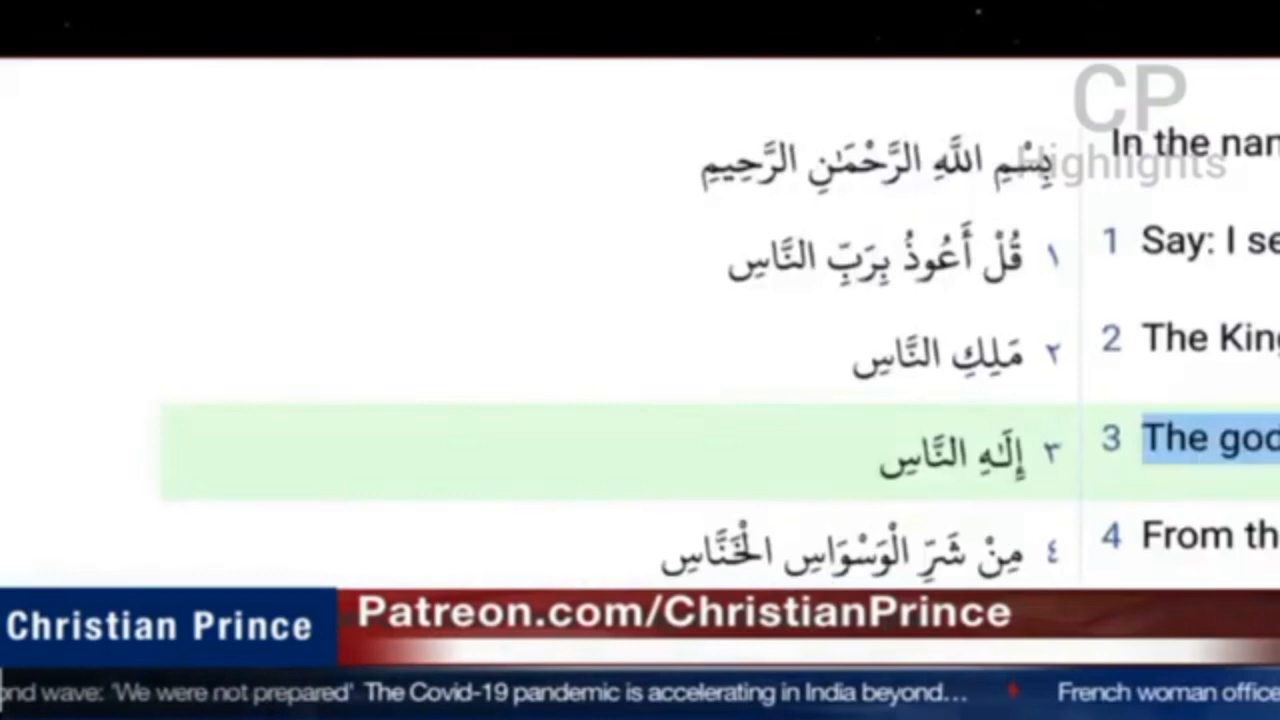 CP
Highlights
بِسْمِ اللَّهِ الرَّحْمَٰنِ الرَّحِيمِ
In the nam
١ قُلْ أَعُوذُ بِرَبِّ النَّاسِ
1 Say: I se
٢ مَلِكِ النَّاسِ
2 The King
٣ إِلَٰهِ النَّاسِ
3 The god
٤ مِنْ شَرِّ الْوَسْوَاسِ الْخَنَّاسِ
4 From th
Christian Prince
Patreon.com/ChristianPrince
ond wave: 'We were not prepared' The Covid-19 pandemic is accelerating in India beyond... French woman office